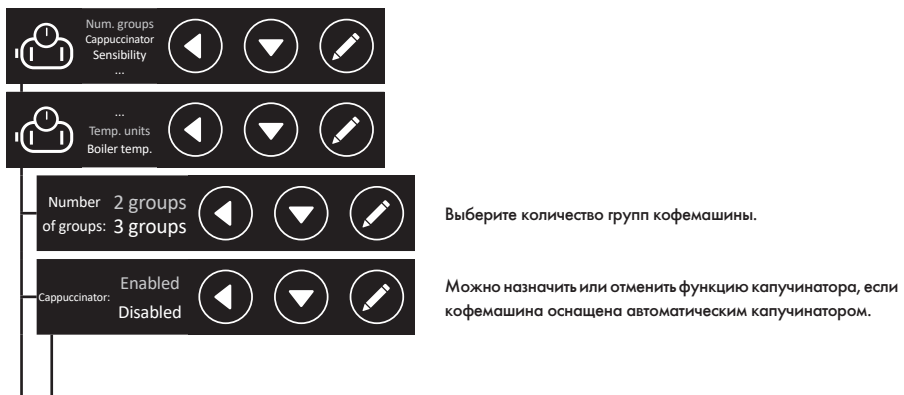 Num. groups
Cappuccinator
Sensibility
...
...
Temp. units
Boiler temp.
Number of groups:
2 groups
3 groups
Выберите количество групп кофемашины.
Cappuccinator:
Enabled
Disabled
Можно назначить или отменить функцию капучинатора, если
кофемашина оснащена автоматическим капучинатором.